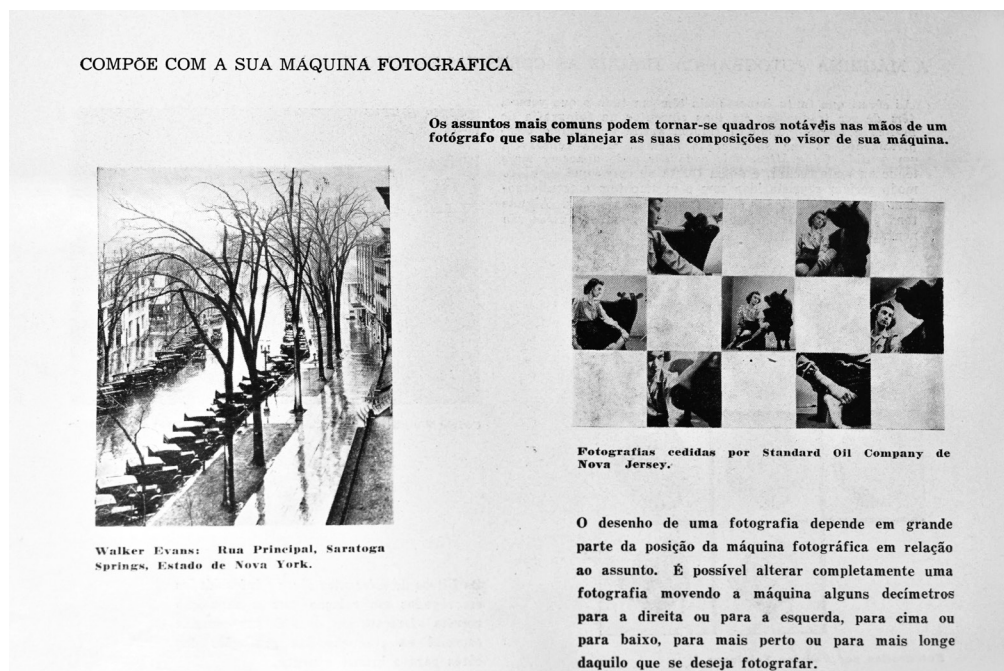 COMPÕE COM A SUA MÁQUINA FOTOGRÁFICA
Os assuntos mais comuns podem tornar-se quadros notáveis nas mãos de um
fotógrafo que sabe planejar as suas composições no visor de sua máquina.
Walker Evans: Rua Principal, Saratoga
Springs, Estado de Nova York.
Fotografias cedidas por Standard Oil Company de
Nova Jersey.
O desenho de uma fotografia depende em grande
parte da posição da máquina fotográfica em relação
ao assunto. É possível alterar completamente uma
fotografia movendo a máquina alguns decímetros
para a direita ou para a esquerda, para cima ou
para baixo, para mais perto ou para mais longe
daquilo que se deseja fotografar.